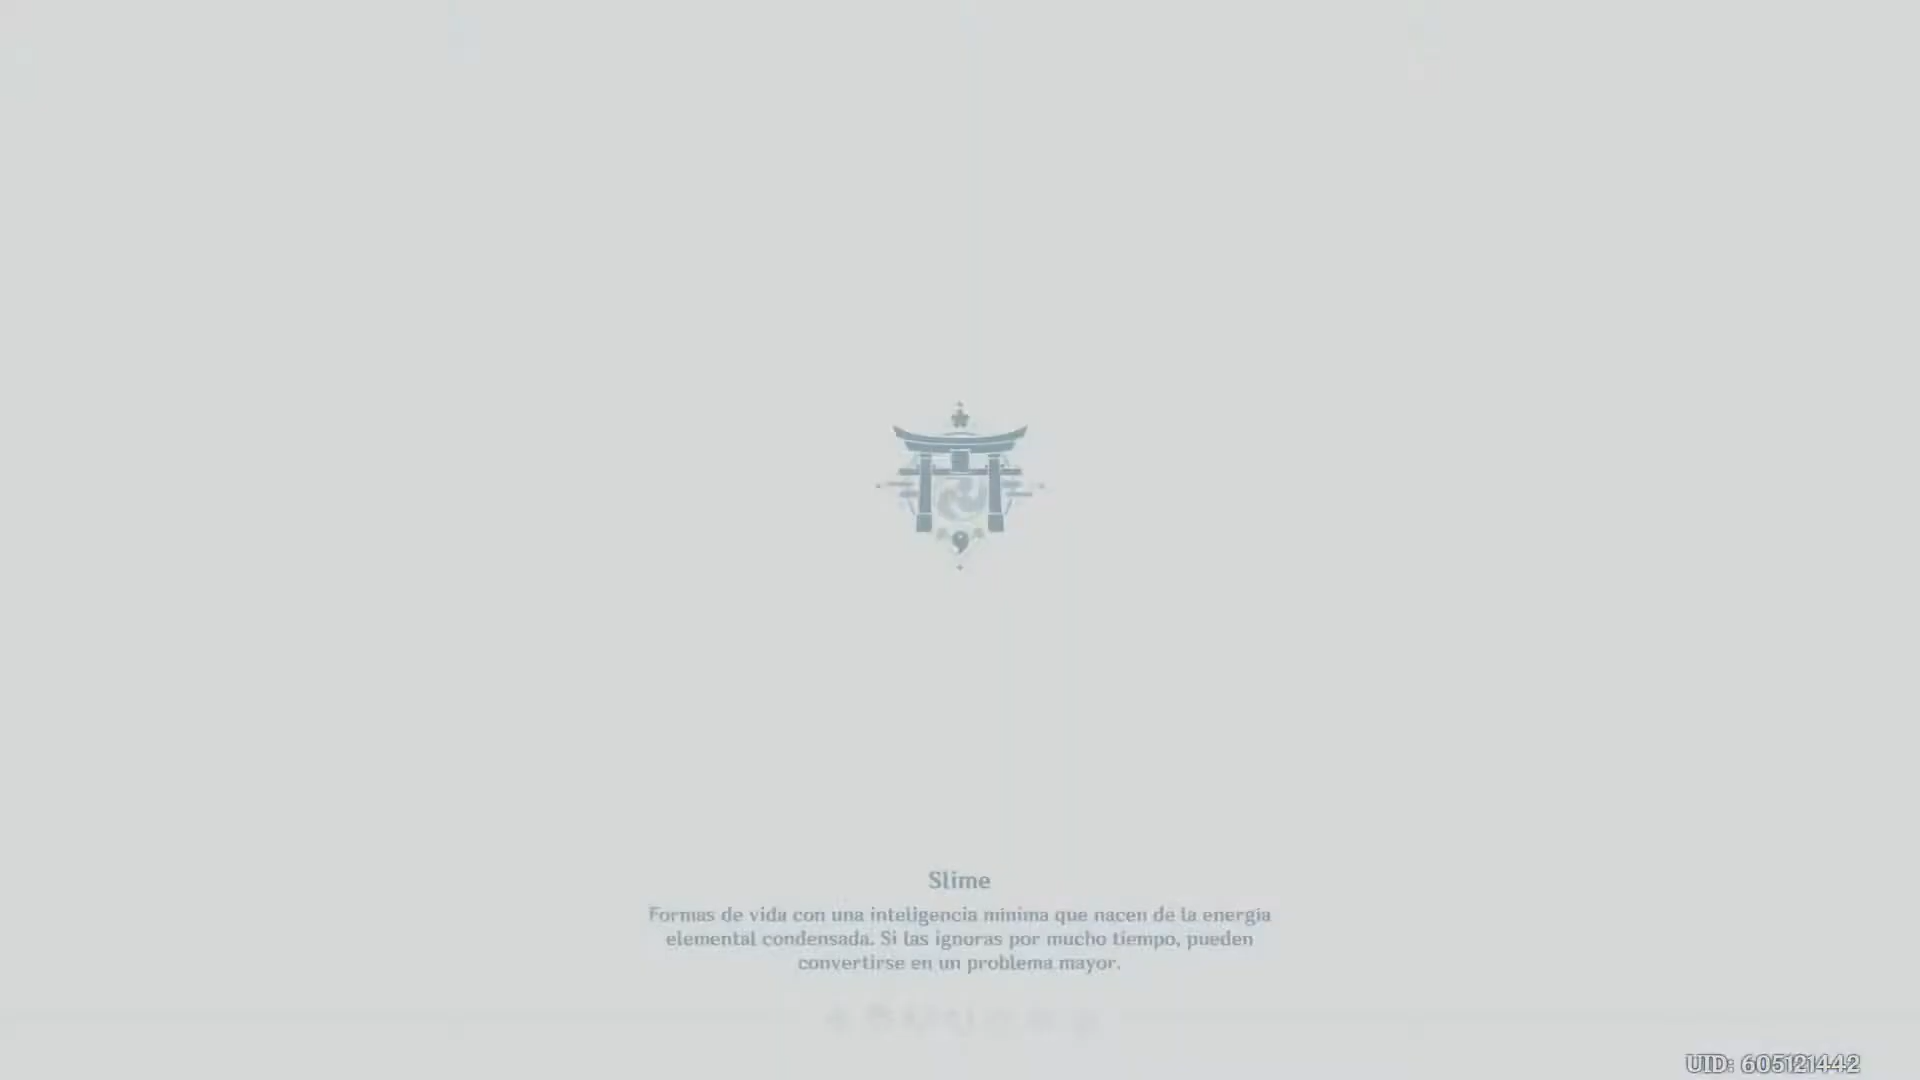 Slime
Formas de vida con una inteligencia mínima que nacen de la energía
elemental condensada. Si las ignoras por mucho tiempo, pueden
convertirse en un problema mayor.
UID: 605121442